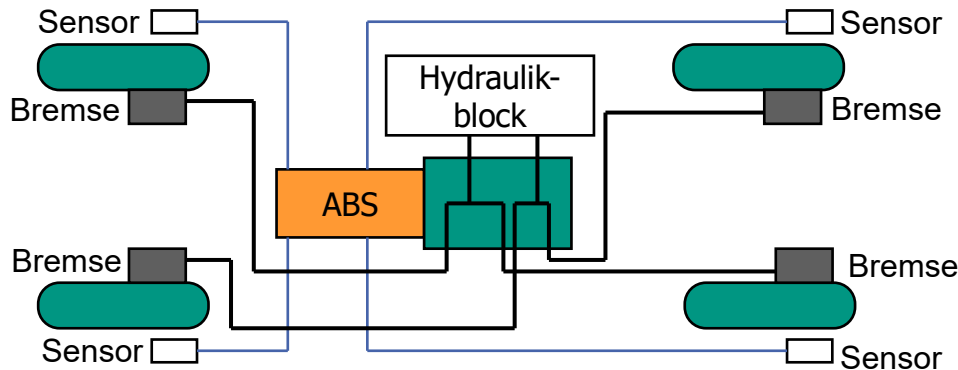 Sensor
Sensor
Hydraulik-
block
Bremse
Bremse
ABS
Bremse
Bremse
Sensor
Sensor